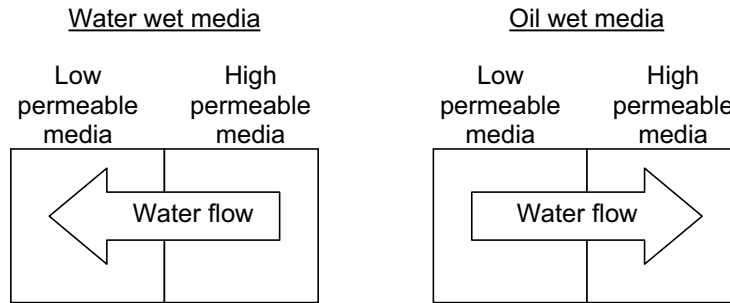 Water wet media
Low
permeable
media
High
permeable
media
Water flow
Oil wet media
Low
permeable
media
High
permeable
media
Water flow